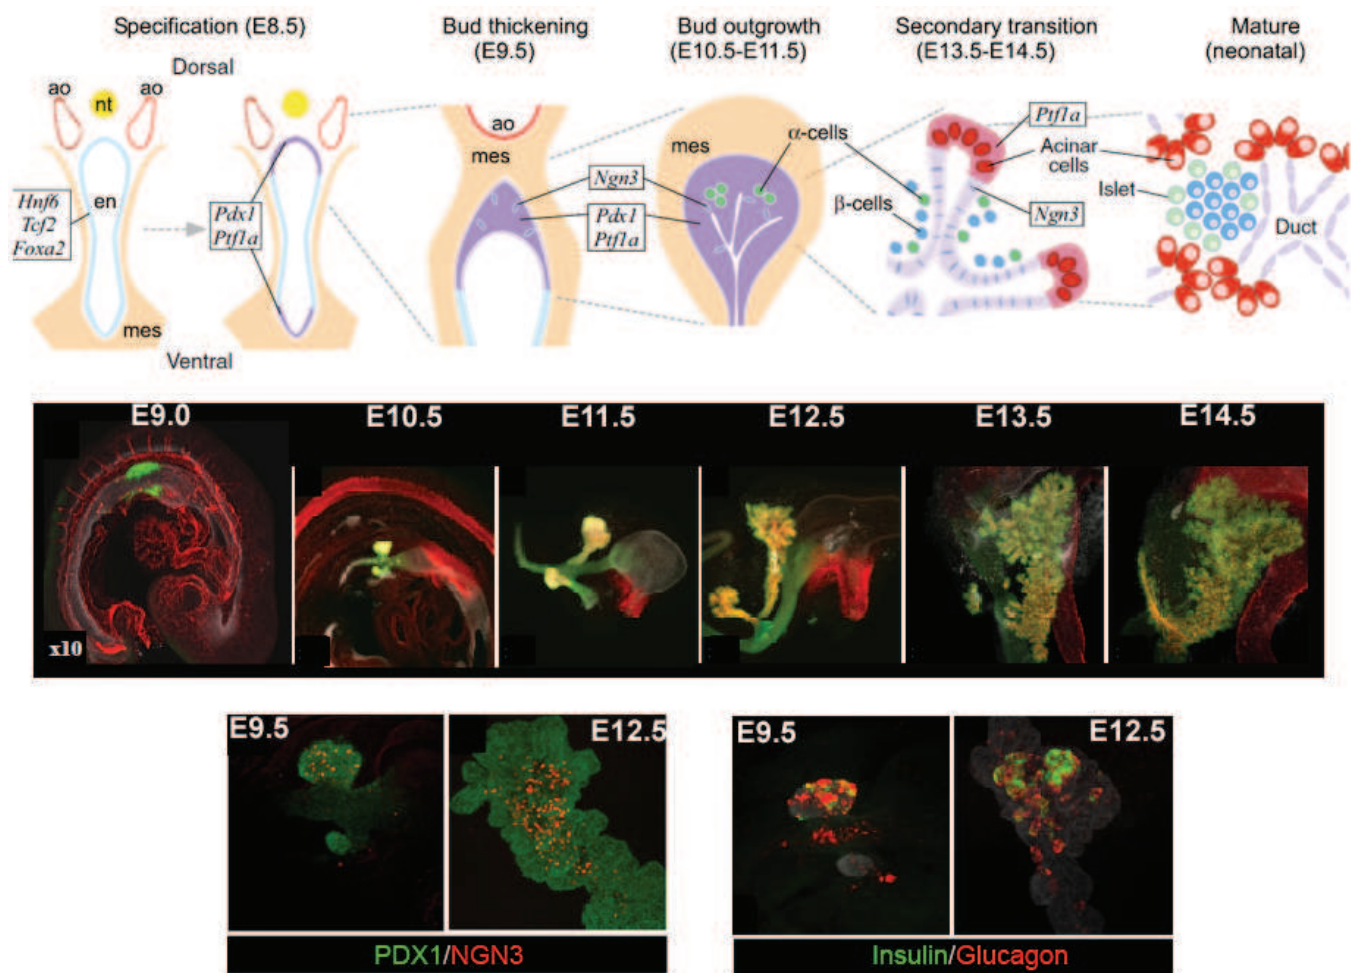 Specification (E8.5)
Bud thickening
(E9.5)
Bud outgrowth
(E10.5-E11.5)
Secondary transition
(E13.5-E14.5)
Mature
(neonatal)
Dorsal
ao
nt
ao
Hnf6
Tcf2
Foxa2
en
Pdx1
Ptf1a
mes
Ventral
ao
mes
Ngn3
Pdx1
Ptf1a
mes
α-cells
β-cells
Ptf1a
Acinar
cells
Ngn3
Islet
Duct
E9.0
E10.5
E11.5
E12.5
E13.5
E14.5
x10
E9.5
E12.5
E9.5
E12.5
PDX1/NGN3
Insulin/Glucagon